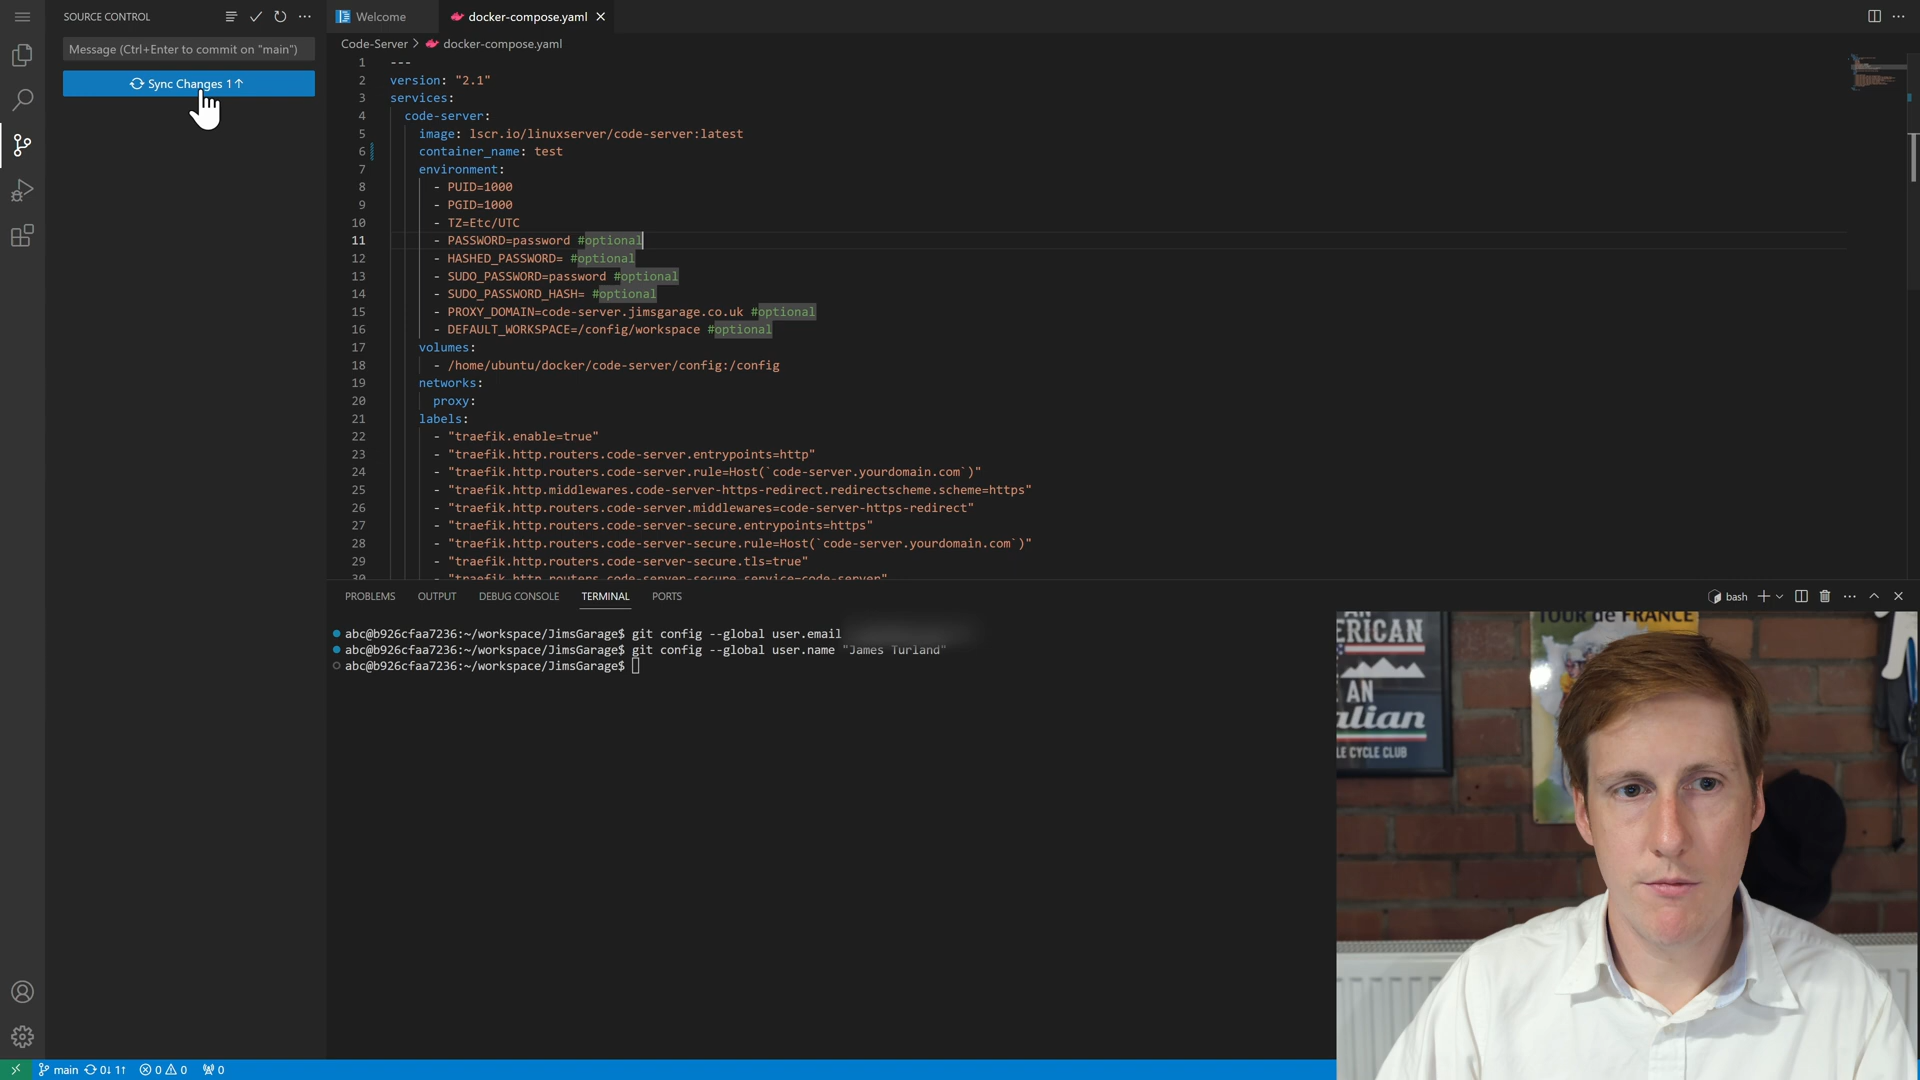 SOURCE CONTROL
Message (Ctrl+Enter to commit on "main")
Sync Changes 1↑
Welcome
docker-compose.yaml
Code-Server > docker-compose.yaml
1 ---
2 version: "2.1"
3 services:
4 code-server:
5 image: lscr.io/linuxserver/code-server:latest
6 container_name: test
7 environment:
8 - PUID=1000
9 - PGID=1000
10 - TZ=Etc/UTC
11 - PASSWORD=password #optional
12 - HASHED_PASSWORD= #optional
13 - SUDO_PASSWORD=password #optional
14 - SUDO_PASSWORD_HASH= #optional
15 - PROXY_DOMAIN=code-server.jimsgarage.co.uk #optional
16 - DEFAULT_WORKSPACE=/config/workspace #optional
17 volumes:
18 - /home/ubuntu/docker/code-server/config:/config
19 networks:
20 proxy:
21 labels:
22 - "traefik.enable=true"
23 - "traefik.http.routers.code-server.entrypoints=http"
24 - "traefik.http.routers.code-server.rule=Host(`code-server.yourdomain.com`)"
25 - "traefik.http.middlewares.code-server-https-redirect.redirectscheme.scheme=https"
26 - "traefik.http.routers.code-server.middlewares=code-server-https-redirect"
27 - "traefik.http.routers.code-server-secure.entrypoints=https"
28 - "traefik.http.routers.code-server-secure.rule=Host(`code-server.yourdomain.com`)"
29 - "traefik.http.routers.code-server-secure.tls=true"
30 - "traefik.http.routers.code-server-secure.service=code-server"
PROBLEMS OUTPUT DEBUG CONSOLE TERMINAL PORTS
bash
abc@b926cfaa7236:~/workspace/JimsGarage$ git config --global user.email
abc@b926cfaa7236:~/workspace/JimsGarage$ git config --global user.name "James Turland"
abc@b926cfaa7236:~/workspace/JimsGarage$
TOUR de FRANCE
ERICAN
AN
alian
LE CYCLE CLUB
main 0↓ 1↑ 0 0 0